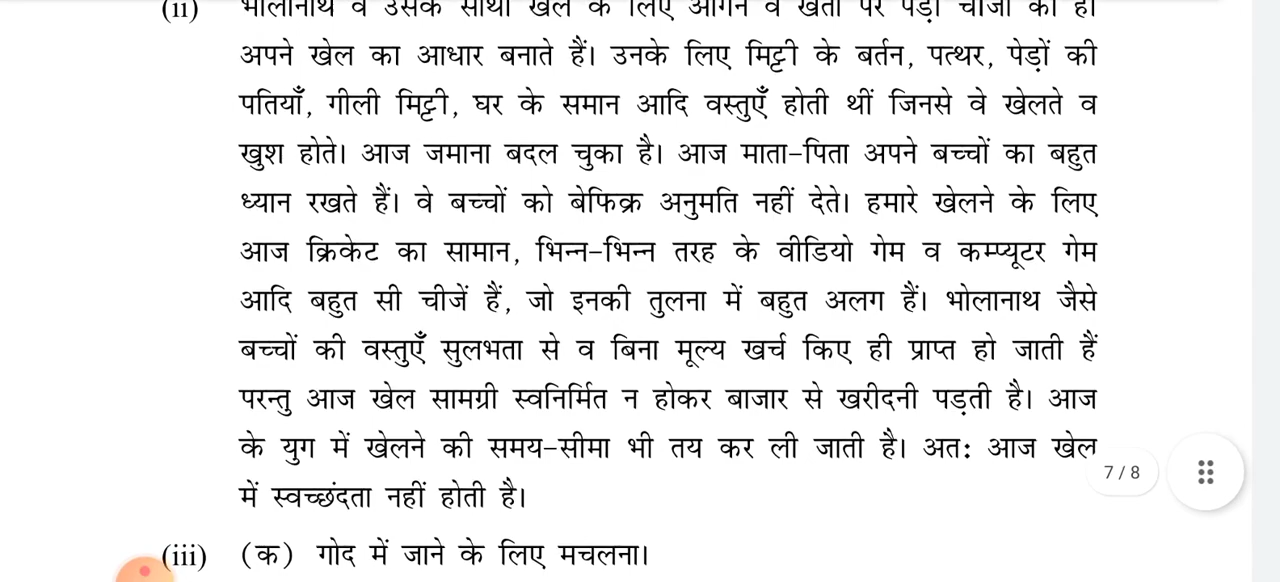 (ii) भोलानाथ व उसके साथी खेल के लिए आँगन व खेतों पर पड़ी चीजों को ही
अपने खेल का आधार बनाते हैं। उनके लिए मिट्टी के बर्तन, पत्थर, पेड़ों की
पतियाँ, गीली मिट्टी, घर के समान आदि वस्तुएँ होती थीं जिनसे वे खेलते व
खुश होते। आज जमाना बदल चुका है। आज माता-पिता अपने बच्चों का बहुत
ध्यान रखते हैं। वे बच्चों को बेफिक्र अनुमति नहीं देते। हमारे खेलने के लिए
आज क्रिकेट का सामान, भिन्न-भिन्न तरह के वीडियो गेम व कम्प्यूटर गेम
आदि बहुत सी चीजें हैं, जो इनकी तुलना में बहुत अलग हैं। भोलानाथ जैसे
बच्चों की वस्तुएँ सुलभता से व बिना मूल्य खर्च किए ही प्राप्त हो जाती हैं
परन्तु आज खेल सामग्री स्वनिर्मित न होकर बाजार से खरीदनी पड़ती है। आज
के युग में खेलने की समय-सीमा भी तय कर ली जाती है। अतः आज खेल
7 / 8
में स्वच्छंदता नहीं होती है।
(iii) (क) गोद में जाने के लिए मचलना।